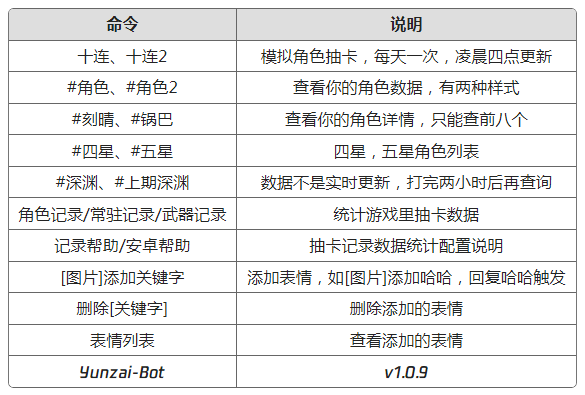 命令 说明
十连、十连2 模拟角色抽卡，每天一次，凌晨四点更新
#角色、#角色2 查看你的角色数据，有两种样式
#刻晴、#锅巴 查看你的角色详情，只能查前八个
#四星、#五星 四星，五星角色列表
#深渊、#上期深渊 数据不是实时更新，打完两小时后再查询
角色记录/常驻记录/武器记录 统计游戏里抽卡数据
记录帮助/安卓帮助 抽卡记录数据统计配置说明
[图片]添加关键字 添加表情，如[图片]添加哈哈，回复哈哈触发
删除[关键字] 删除添加的表情
表情列表 查看添加的表情
Yunzai-Bot v1.0.9